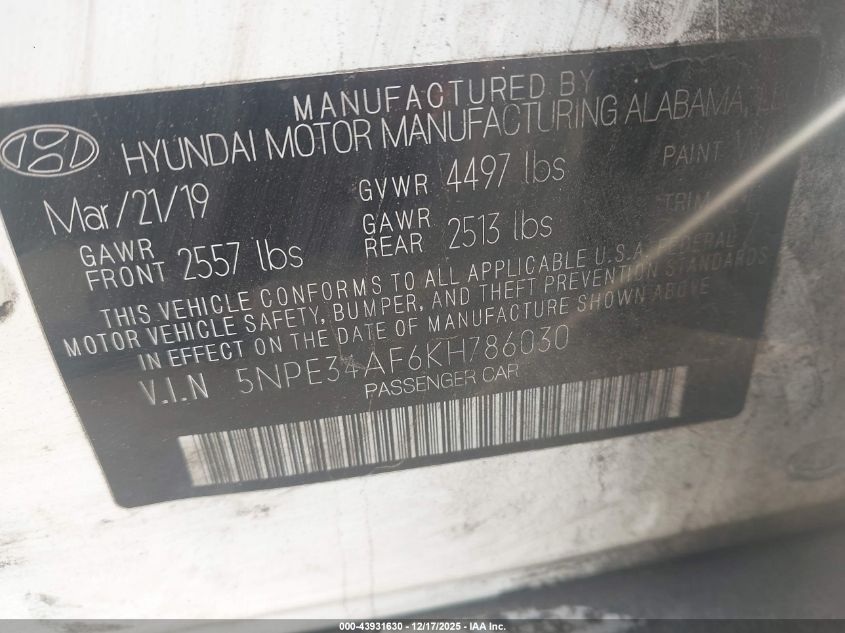 MANUFACTURED BY
HYUNDAI MOTOR MANUFACTURING ALABAMA,
Mar/21/19
GVWR 4497 lbs
PAINT
GAWR FRONT 2557 lbs
GAWR REAR 2513 lbs
TRIM
THIS VEHICLE CONFORMS TO ALL APPLICABLE U.S.A. FEDERAL
MOTOR VEHICLE SAFETY, BUMPER, AND THEFT PREVENTION STANDARDS
IN EFFECT ON THE DATE OF MANUFACTURE SHOWN ABOVE
V.I.N 5NPE34AF6KH786030
PASSENGER CAR
000-43931630 - 12/17/2025 - Copyright © IAA Inc.